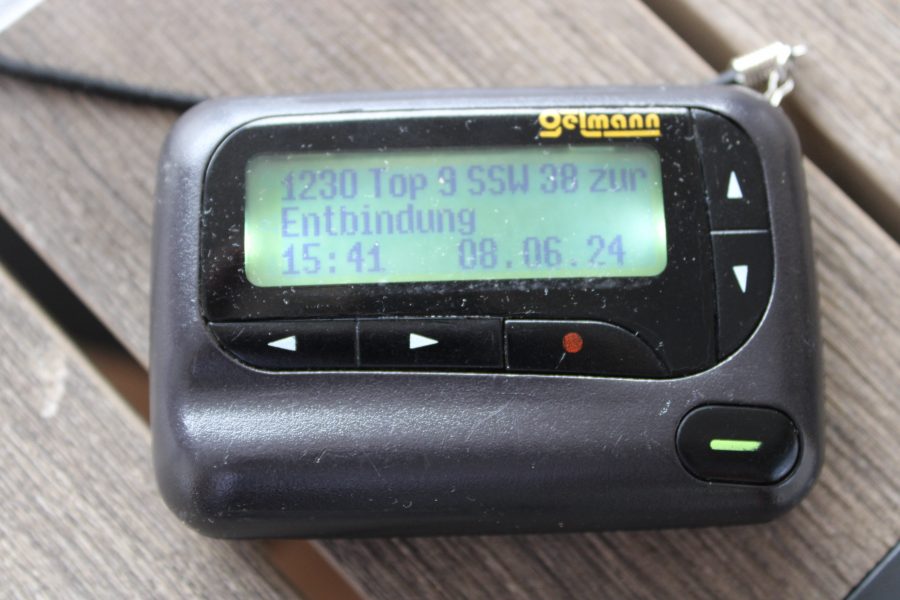 gelmann
1230 Top 9 SSW 38 zur
Entbindung
15:41 08.06.24